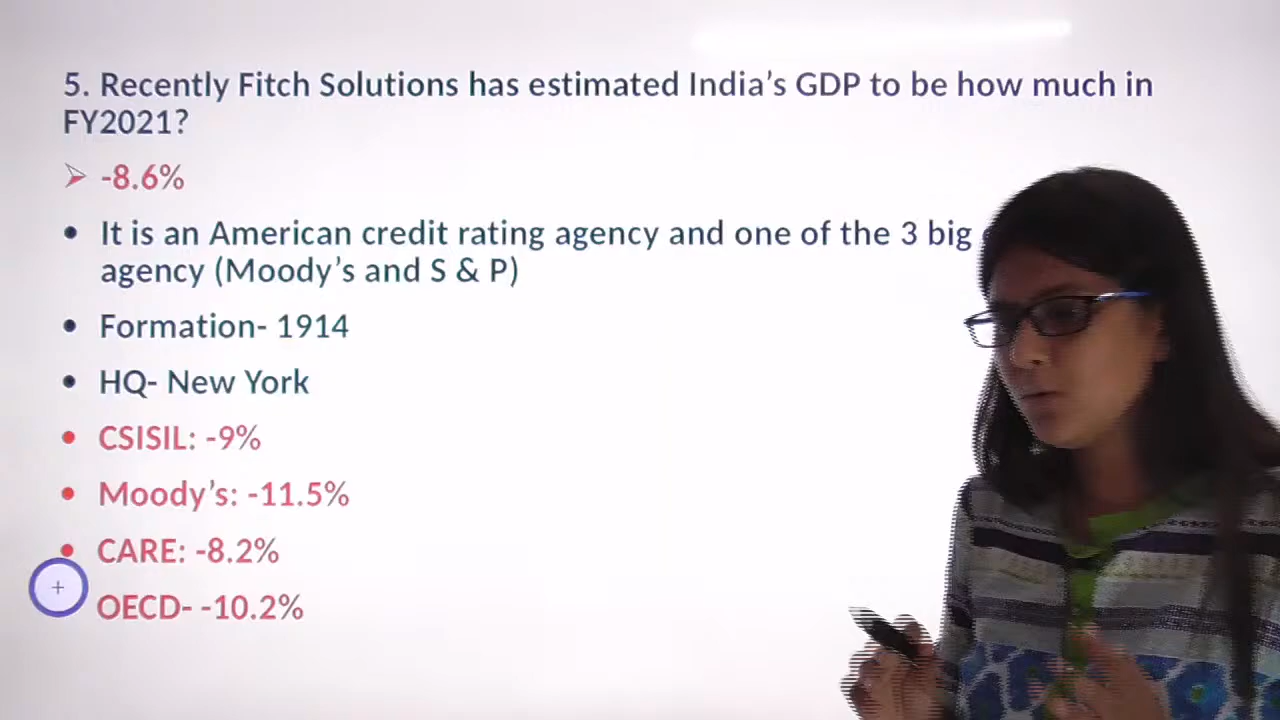 5. Recently Fitch Solutions has estimated India’s GDP to be how much in
FY2021?
-8.6%
It is an American credit rating agency and one of the 3 big
agency (Moody’s and S & P)
Formation- 1914
HQ- New York
CSISIL: -9%
Moody’s: -11.5%
CARE: -8.2%
OECD- -10.2%